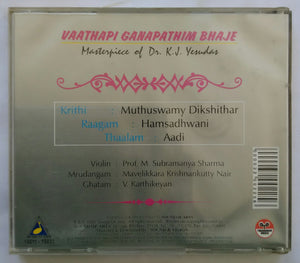 VAATHAPI GANAPATHIM BHAJE
Masterpiece of Dr. K.J. Yesudas
Krithi : Muthuswamy Dikshithar
Raagam : Hamsadhwani
Thaalam : Aadi
Violin : Prof. M. Subramanya Sharma
Mrudangam : Mavelikkara Krishnankutty Nair
Ghatam : V. Karthikeyan